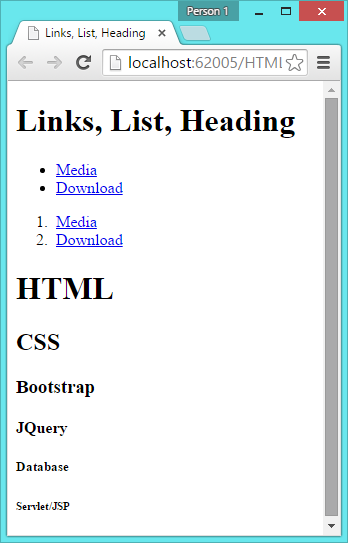 Person 1
Links, List, Heading
localhost:62005/HTML
Links, List, Heading
Media
Download
1. Media
2. Download
HTML
CSS
Bootstrap
JQuery
Database
Servlet/JSP